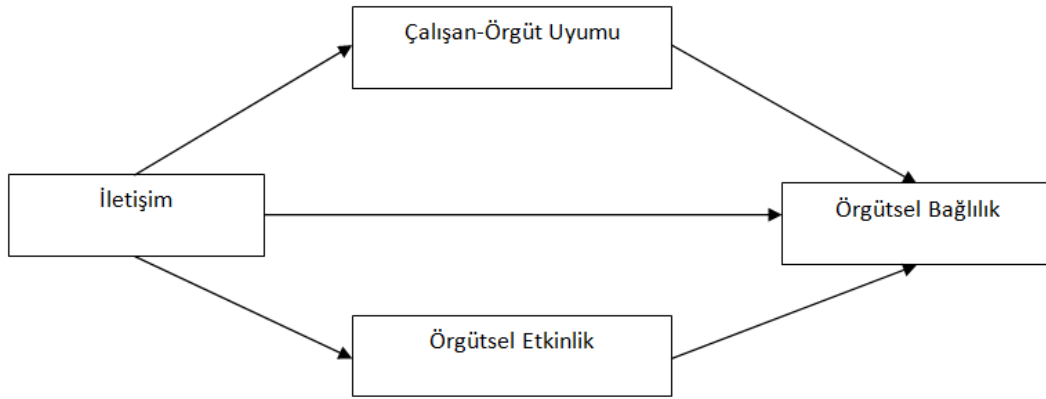 Çalışan-Örgüt Uyumu
İletişim
Örgütsel Bağlılık
Örgütsel Etkinlik